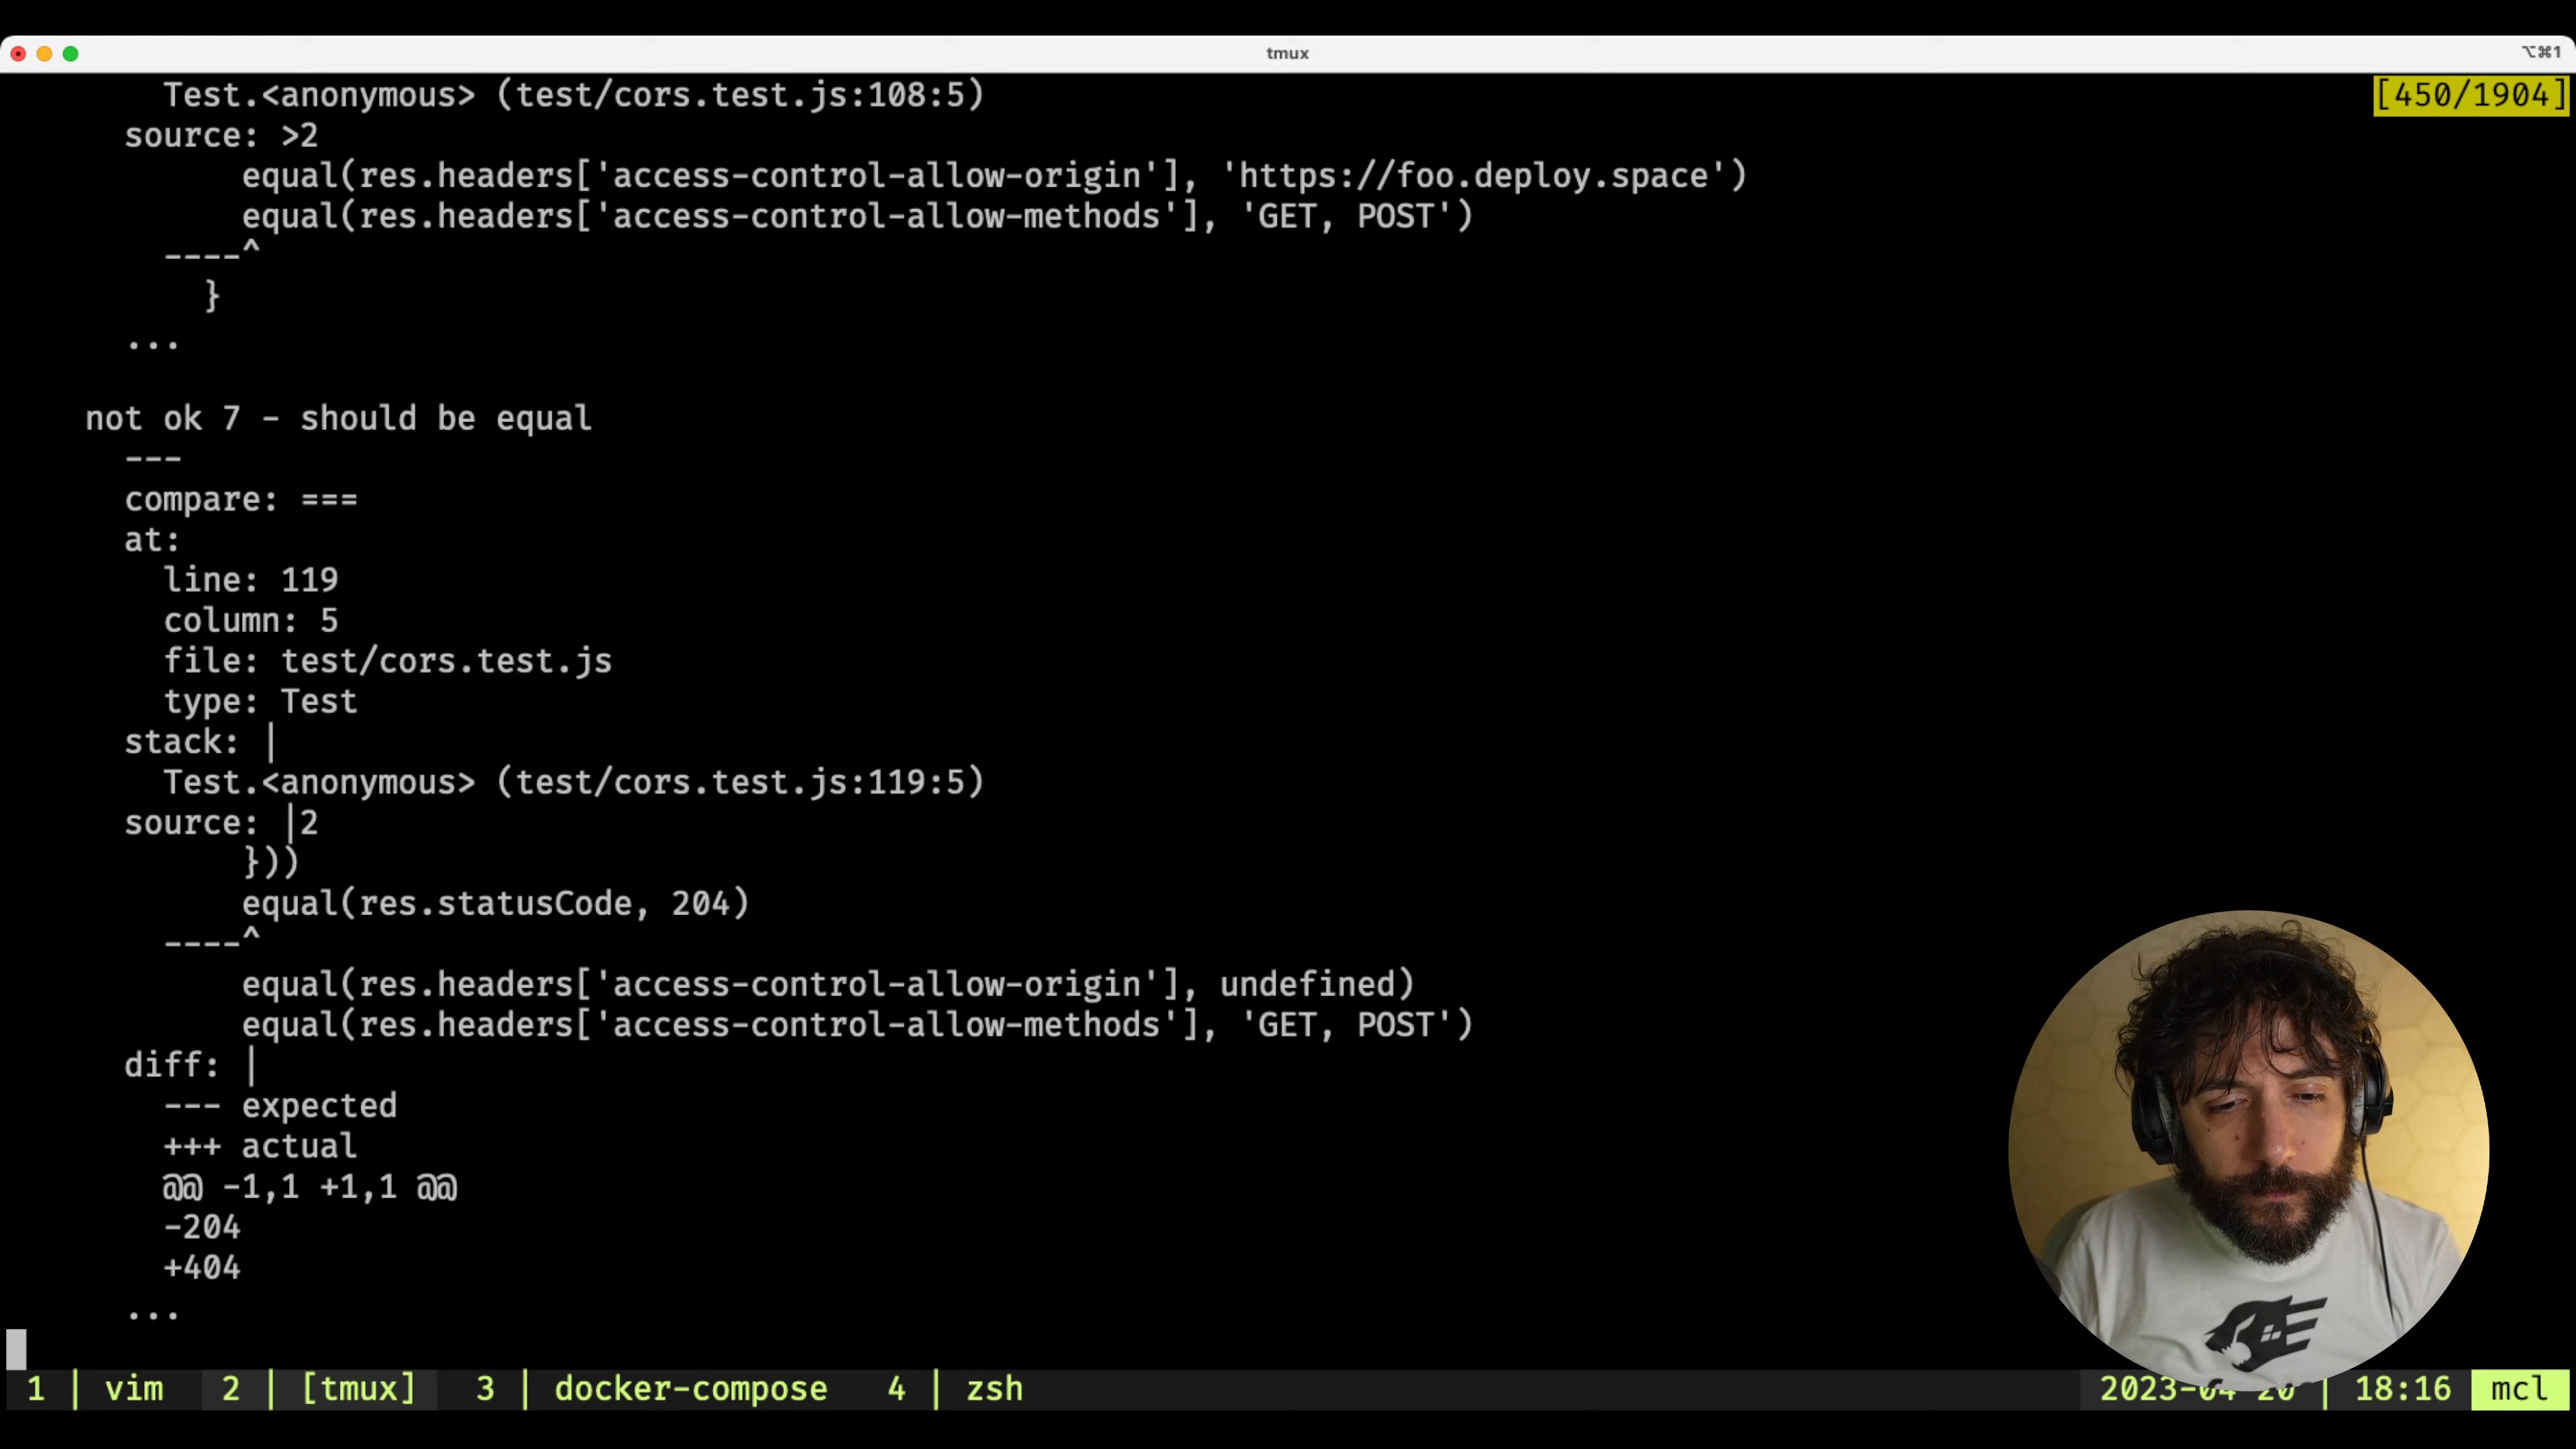 tmux
⌥⌘1
Test.<anonymous> (test/cors.test.js:108:5)
[450/1904]
source: >2
equal(res.headers['access-control-allow-origin'], 'https://foo.deploy.space')
equal(res.headers['access-control-allow-methods'], 'GET, POST')
----^
}
...
not ok 7 - should be equal
---
compare: ===
at:
line: 119
column: 5
file: test/cors.test.js
type: Test
stack: |
Test.<anonymous> (test/cors.test.js:119:5)
source: |2
}))
equal(res.statusCode, 204)
----^
equal(res.headers['access-control-allow-origin'], undefined)
equal(res.headers['access-control-allow-methods'], 'GET, POST')
diff: |
--- expected
+++ actual
@@ -1,1 +1,1 @@
-204
+404
...
1 | vim 2 | [tmux] 3 | docker-compose 4 | zsh 2023-04-20 | 18:16 mcl